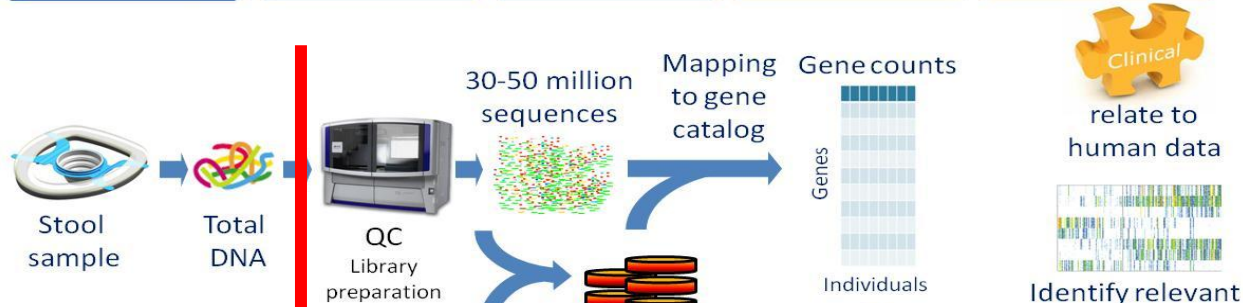 Stool
sample
Total
DNA
QC
Library
preparation
30-50 million
sequences
Mapping
to gene
catalog
Gene counts
Genes
Individuals
Clinical
relate to
human data
Identify relevant